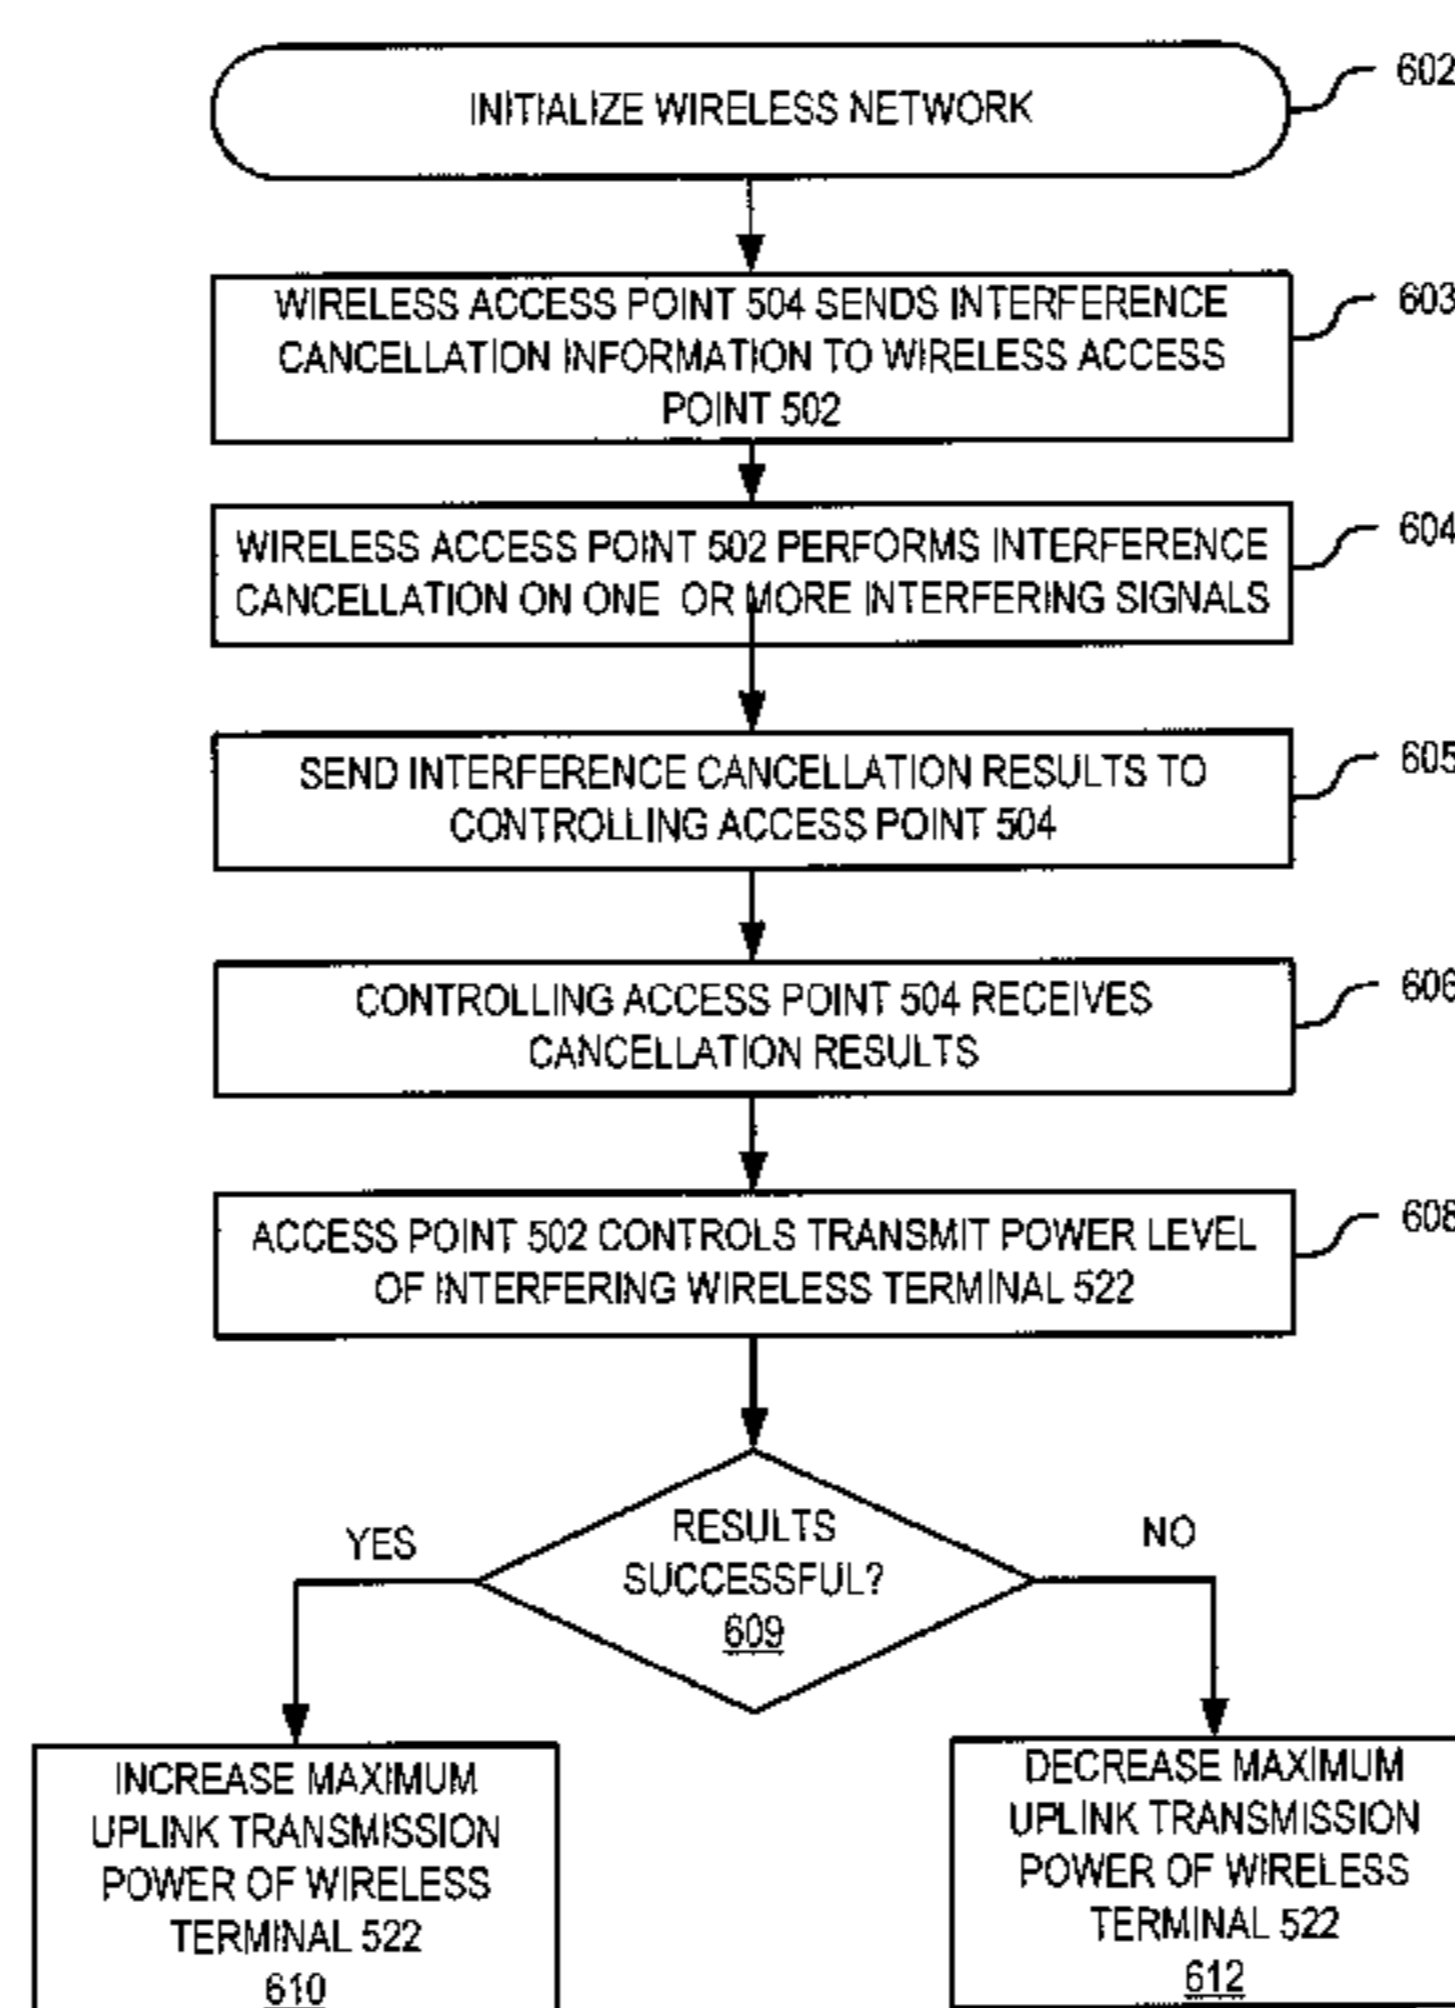 INITIALIZE WIRELESS NETWORK
602
WIRELESS ACCESS POINT 504 SENDS INTERFERENCE
CANCELLATION INFORMATION TO WIRELESS ACCESS
POINT 502
603
WIRELESS ACCESS POINT 502 PERFORMS INTERFERENCE
CANCELLATION ON ONE OR MORE INTERFERING SIGNALS
604
SEND INTERFERENCE CANCELLATION RESULTS TO
CONTROLLING ACCESS POINT 504
605
CONTROLLING ACCESS POINT 504 RECEIVES
CANCELLATION RESULTS
606
ACCESS POINT 502 CONTROLS TRANSMIT POWER LEVEL
OF INTERFERING WIRELESS TERMINAL 522
608
RESULTS
SUCCESSFUL?
609
YES
NO
INCREASE MAXIMUM
UPLINK TRANSMISSION
POWER OF WIRELESS
TERMINAL 522
610
DECREASE MAXIMUM
UPLINK TRANSMISSION
POWER OF WIRELESS
TERMINAL 522
612